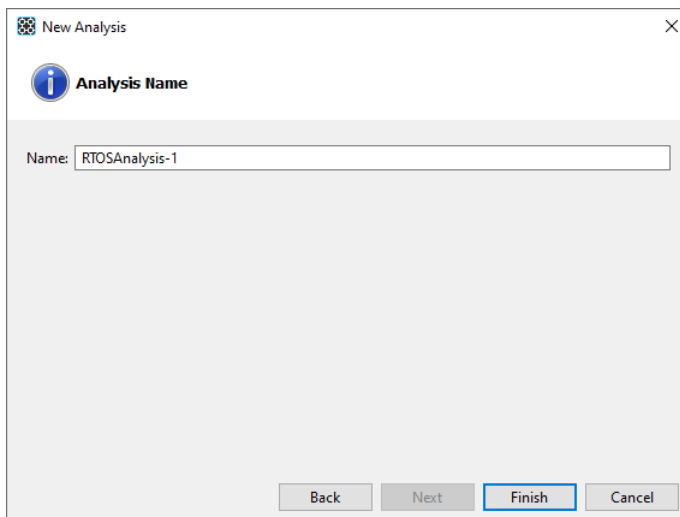 New Analysis
Analysis Name
Name: RTOSAnalysis-1
Back Next Finish Cancel